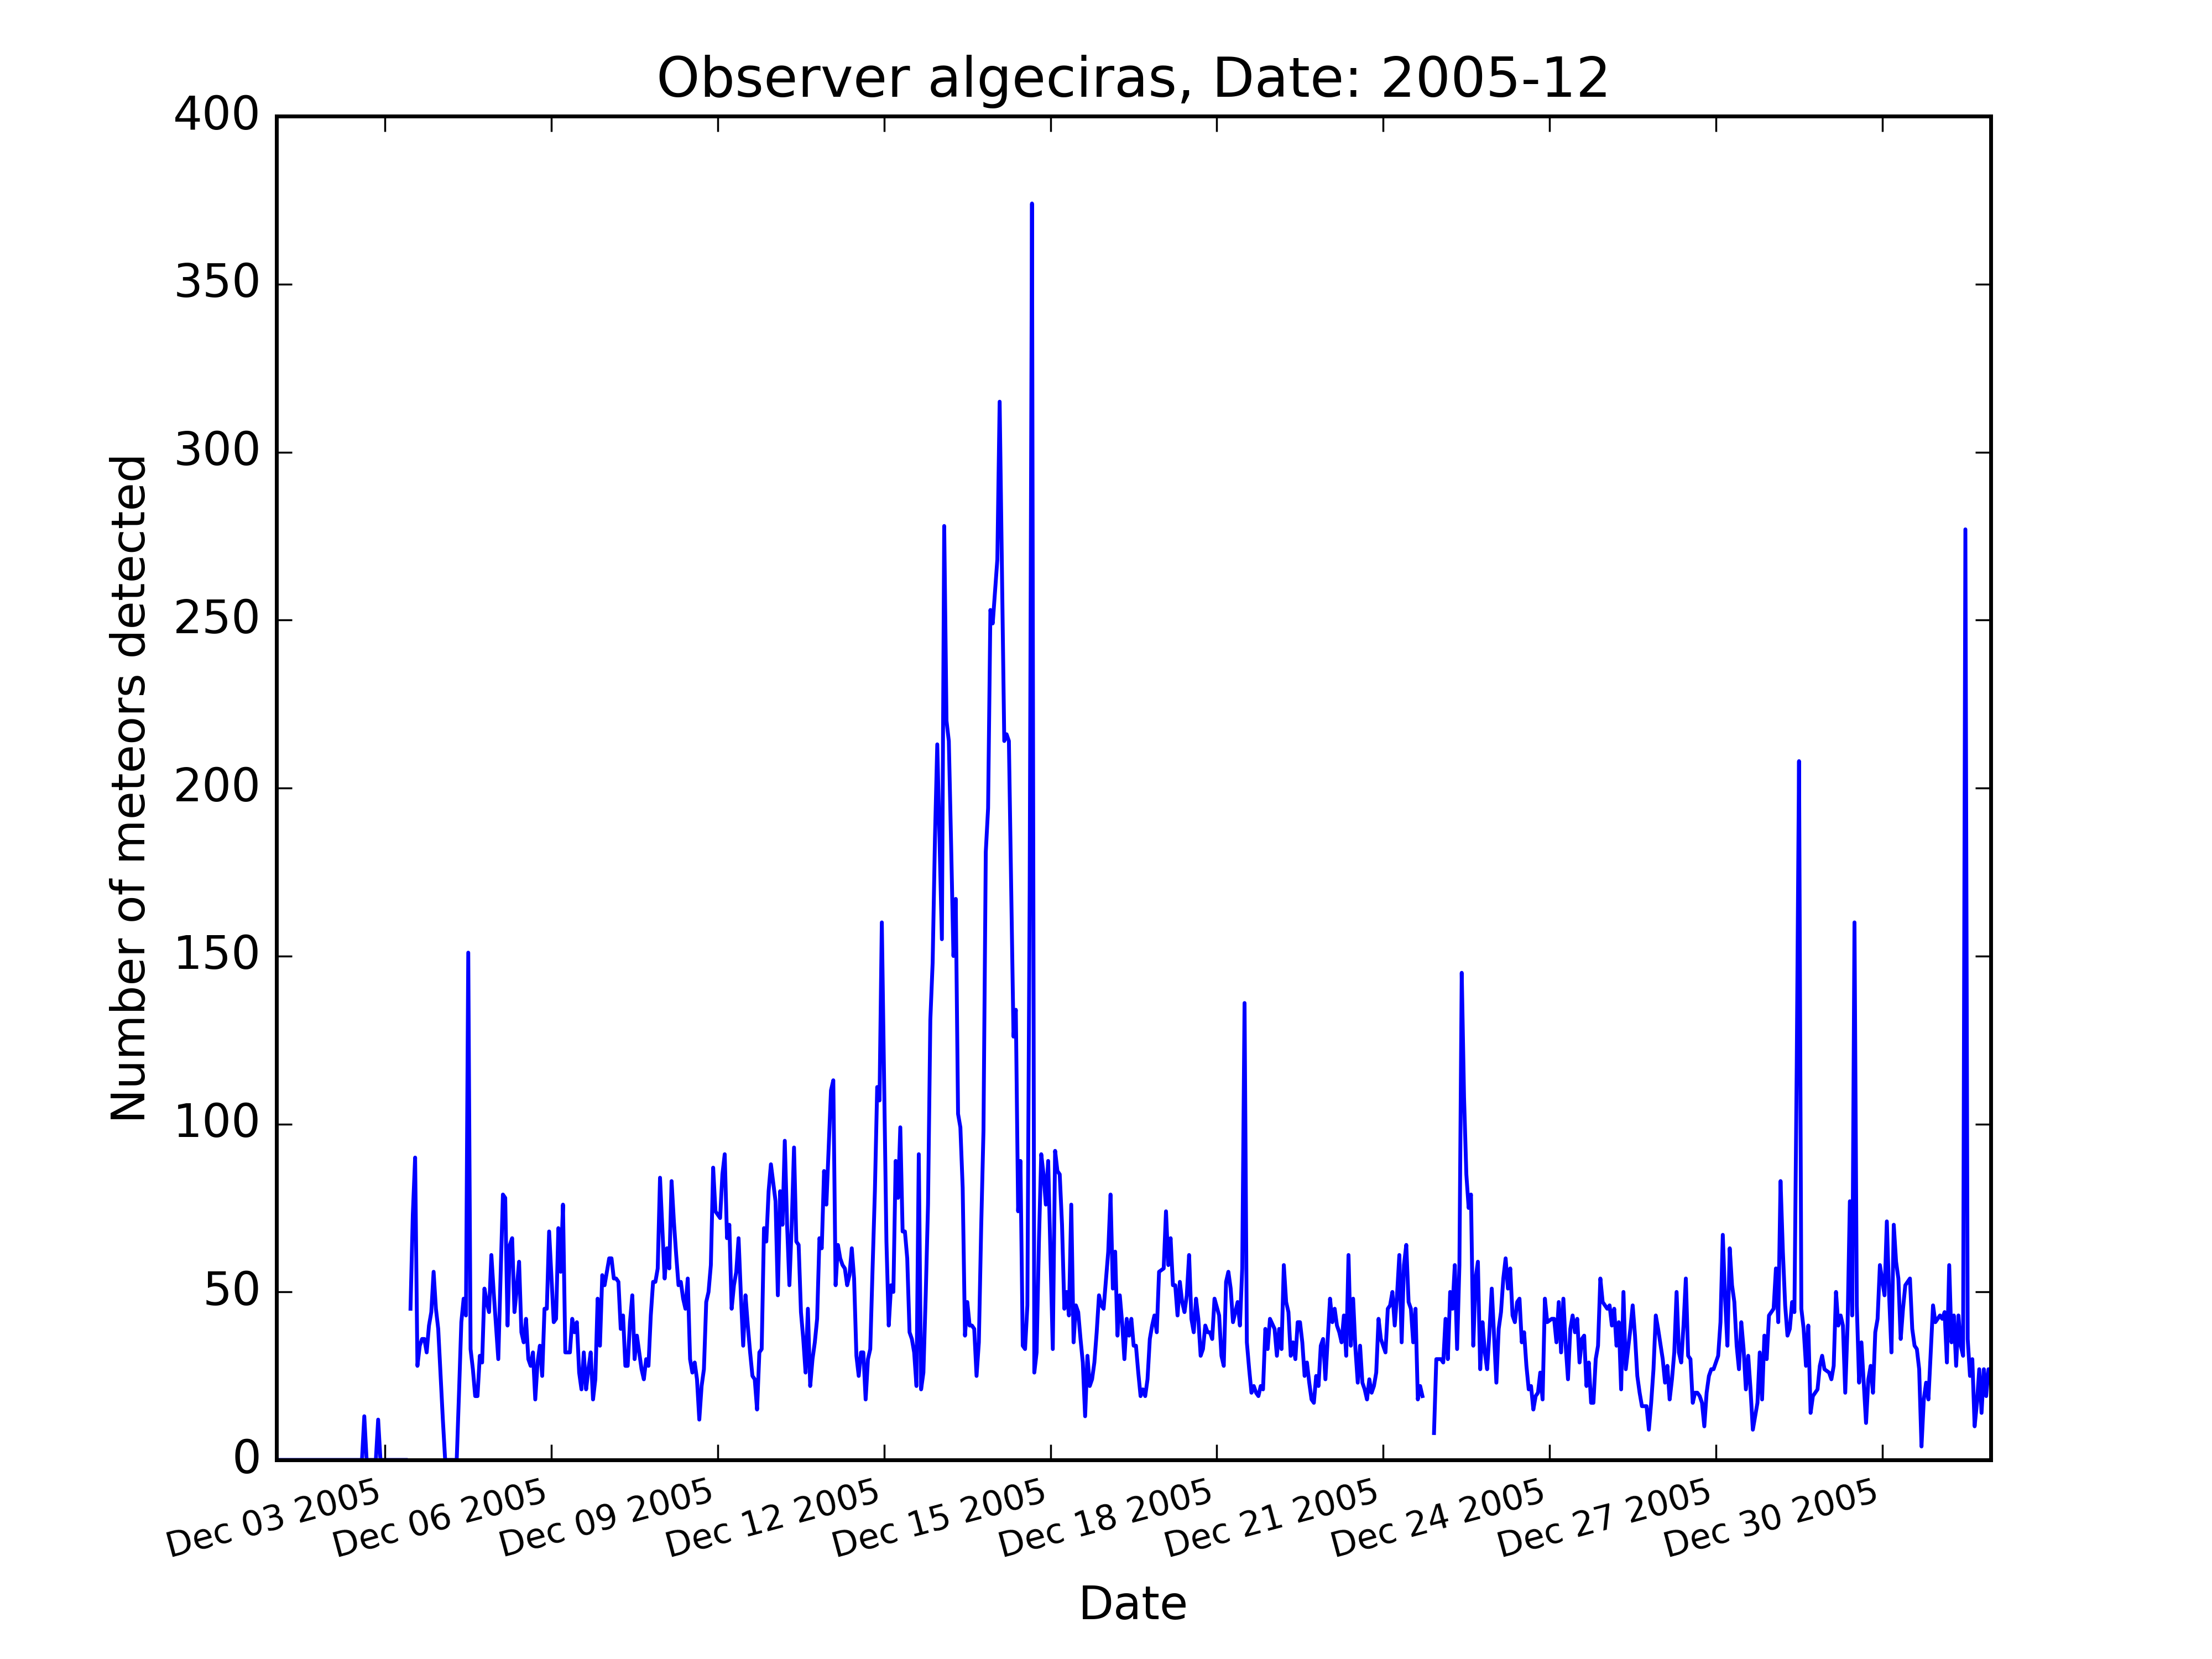 Observer algeciras, Date: 2005-12
400
350
300
250
200
150
100
50
0
Number of meteors detected
Dec 03 2005
Dec 06 2005
Dec 09 2005
Dec 12 2005
Dec 15 2005
Dec 18 2005
Dec 21 2005
Dec 24 2005
Dec 27 2005
Dec 30 2005
Date